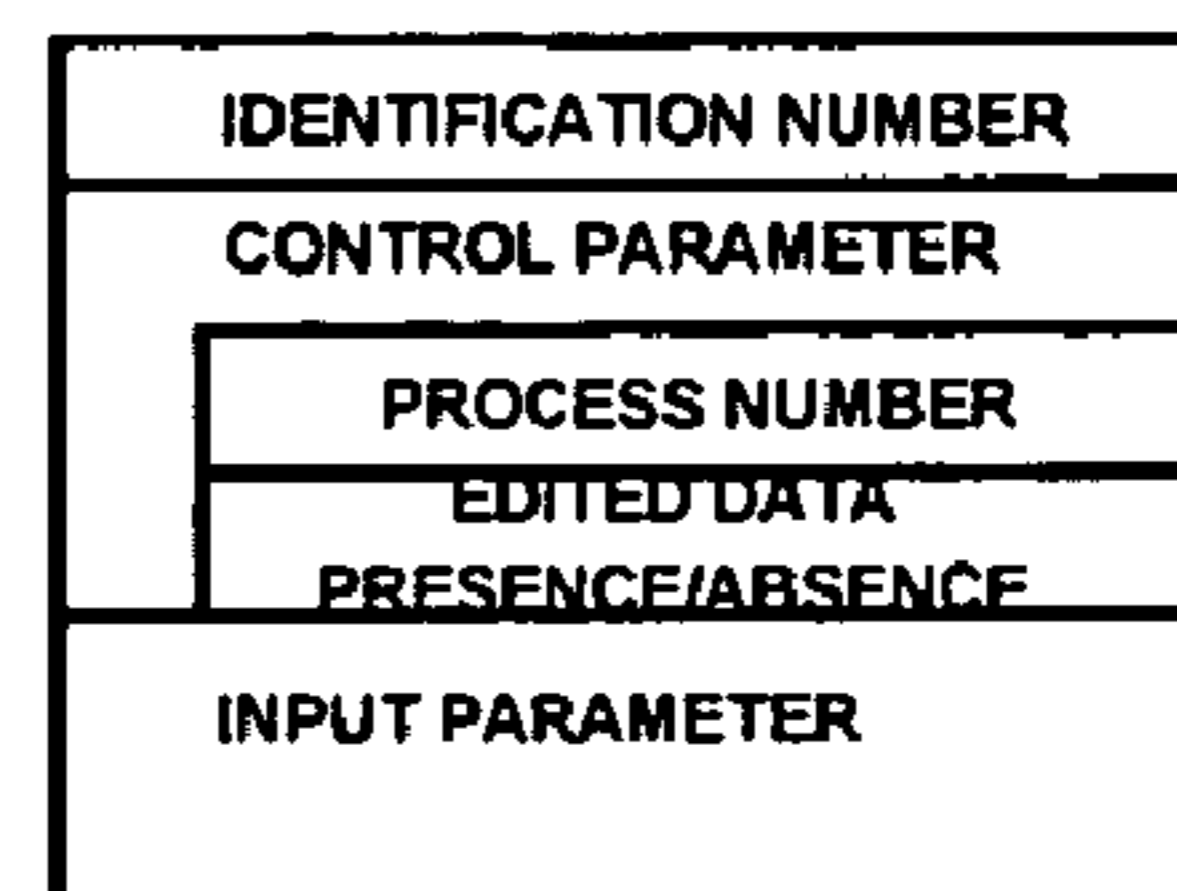 IDENTIFICATION NUMBER
CONTROL PARAMETER
PROCESS NUMBER
EDITED DATA
PRESENCE/ABSENCE
INPUT PARAMETER